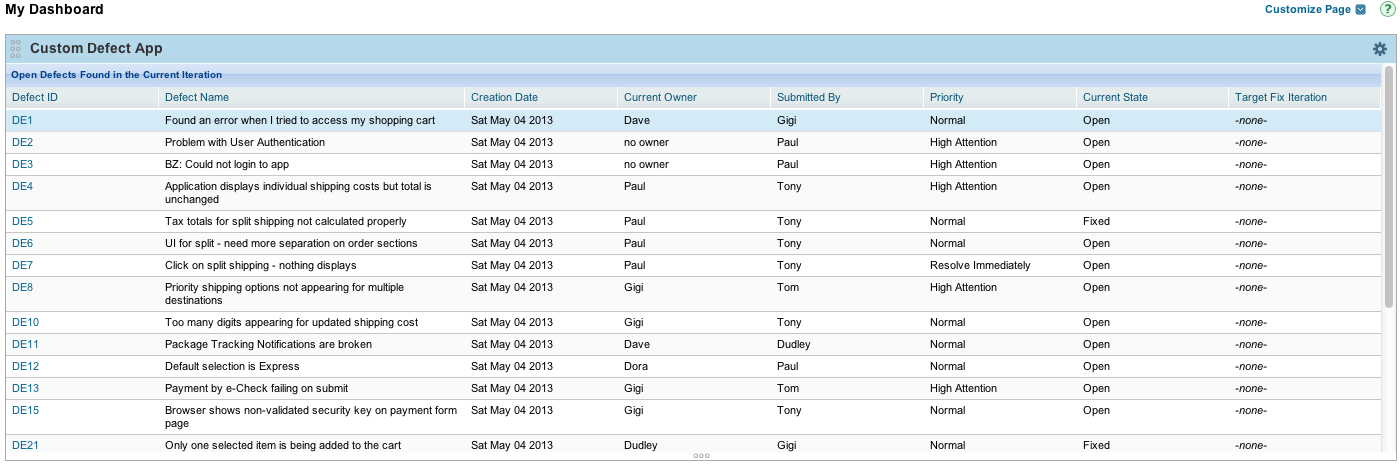 My Dashboard
Customize Page
?
Custom Defect App
Open Defects Found in the Current Iteration
Defect ID Defect Name Creation Date Current Owner Submitted By Priority Current State Target Fix Iteration
DE1 Found an error when I tried to access my shopping cart Sat May 04 2013 Dave Gigi Normal Open -none-
DE2 Problem with User Authentication Sat May 04 2013 no owner Paul High Attention Open -none-
DE3 BZ: Could not login to app Sat May 04 2013 no owner Paul High Attention Open -none-
DE4 Application displays individual shipping costs but total is Sat May 04 2013 Paul Tony High Attention Open -none-
unchanged
DE5 Tax totals for split shipping not calculated properly Sat May 04 2013 Paul Tony Normal Fixed -none-
DE6 UI for split - need more separation on order sections Sat May 04 2013 Paul Tony Normal Open -none-
DE7 Click on split shipping - nothing displays Sat May 04 2013 Paul Tony Resolve Immediately Open -none-
DE8 Priority shipping options not appearing for multiple Sat May 04 2013 Gigi Tom High Attention Open -none-
destinations
DE10 Too many digits appearing for updated shipping cost Sat May 04 2013 Gigi Tony Normal Open -none-
DE11 Package Tracking Notifications are broken Sat May 04 2013 Dave Dudley Normal Open -none-
DE12 Default selection is Express Sat May 04 2013 Dora Paul Normal Open -none-
DE13 Payment by e-Check failing on submit Sat May 04 2013 Gigi Tom High Attention Open -none-
DE15 Browser shows non-validated security key on payment form Sat May 04 2013 Gigi Tony Normal Open -none-
page
DE21 Only one selected item is being added to the cart Sat May 04 2013 Dudley Gigi Normal Fixed -none-